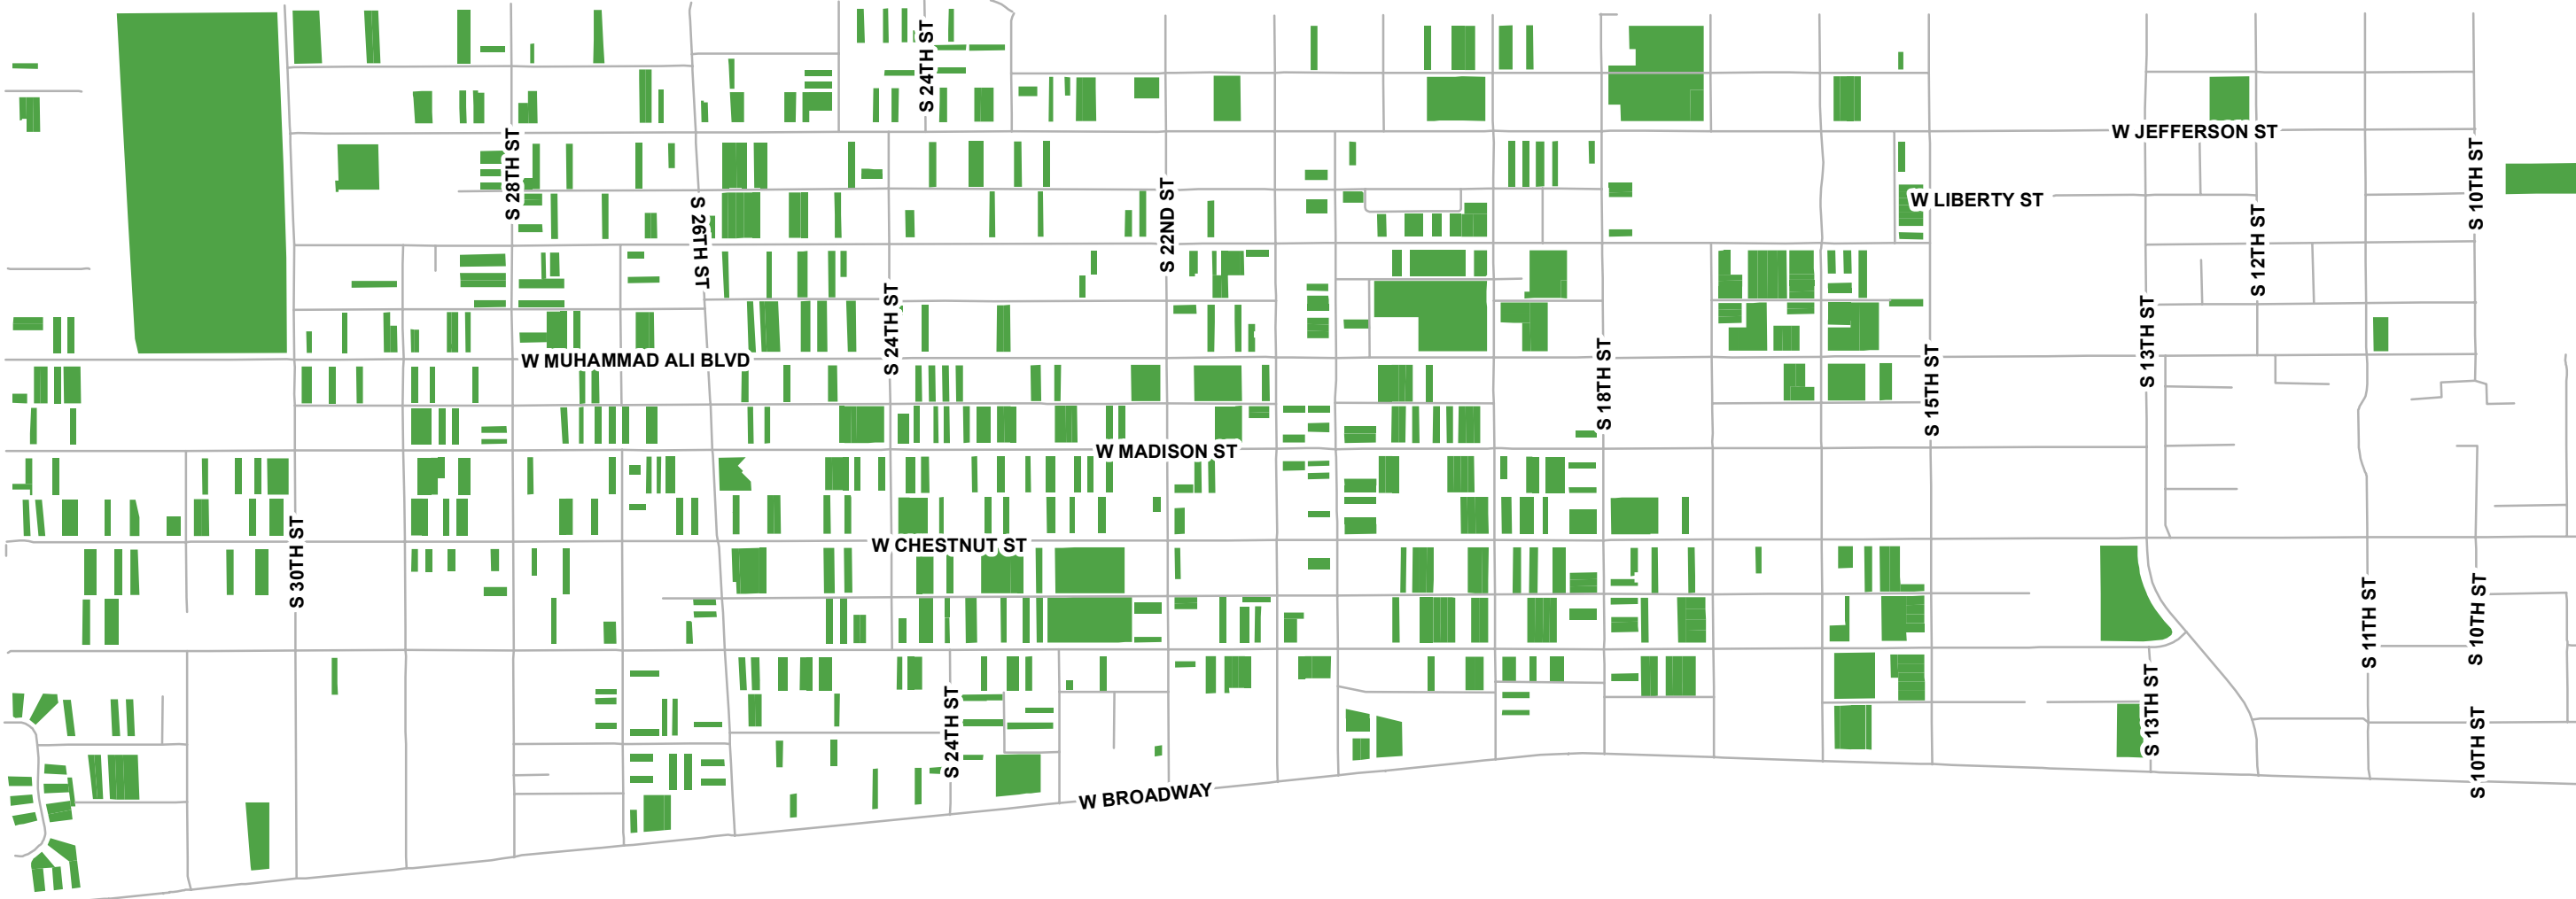 S 24TH ST
W JEFFERSON ST
S 28TH ST
S 10TH ST
S 22ND ST
W LIBERTY ST
S 26TH ST
S 12TH ST
S 24TH ST
S 13TH ST
W MUHAMMAD ALI BLVD
S 18TH ST
S 15TH ST
W MADISON ST
W CHESTNUT ST
S 30TH ST
S 11TH ST
S 10TH ST
S 24TH ST
S 13TH ST
S 10TH ST
W BROADWAY